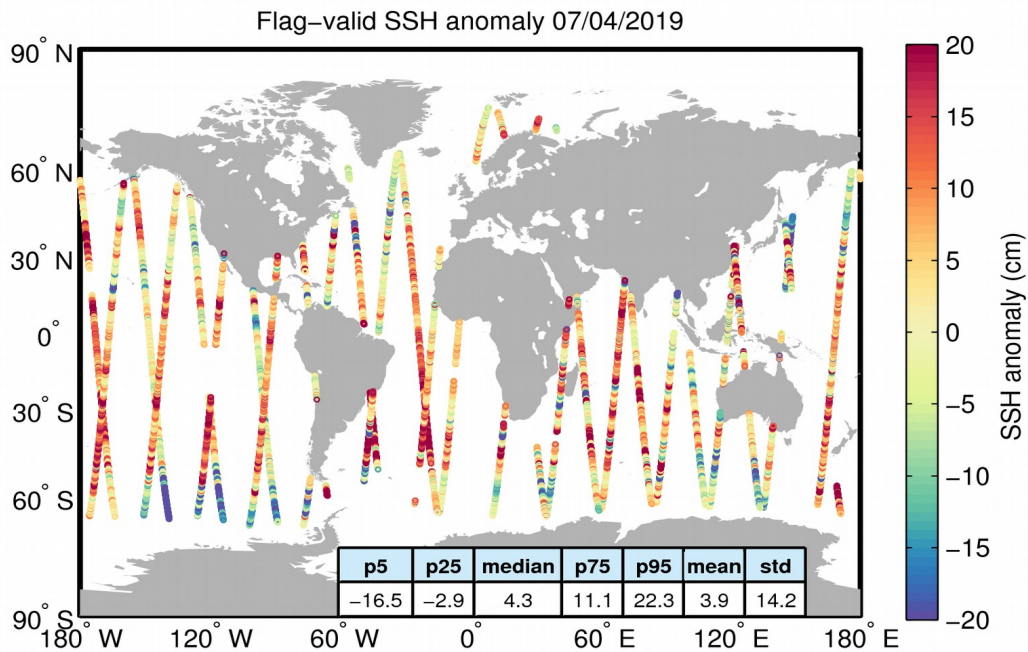 Flag−valid SSH anomaly 07/04/2019
90° N
60° N
30° N
0°
30° S
60° S
90° S
180° W
120° W
60° W
0°
60° E
120° E
180° E
p5 p25 median p75 p95 mean std
−16.5 −2.9 4.3 11.1 22.3 3.9 14.2
20
15
10
5
0
−5
−10
−15
−20
SSH anomaly (cm)